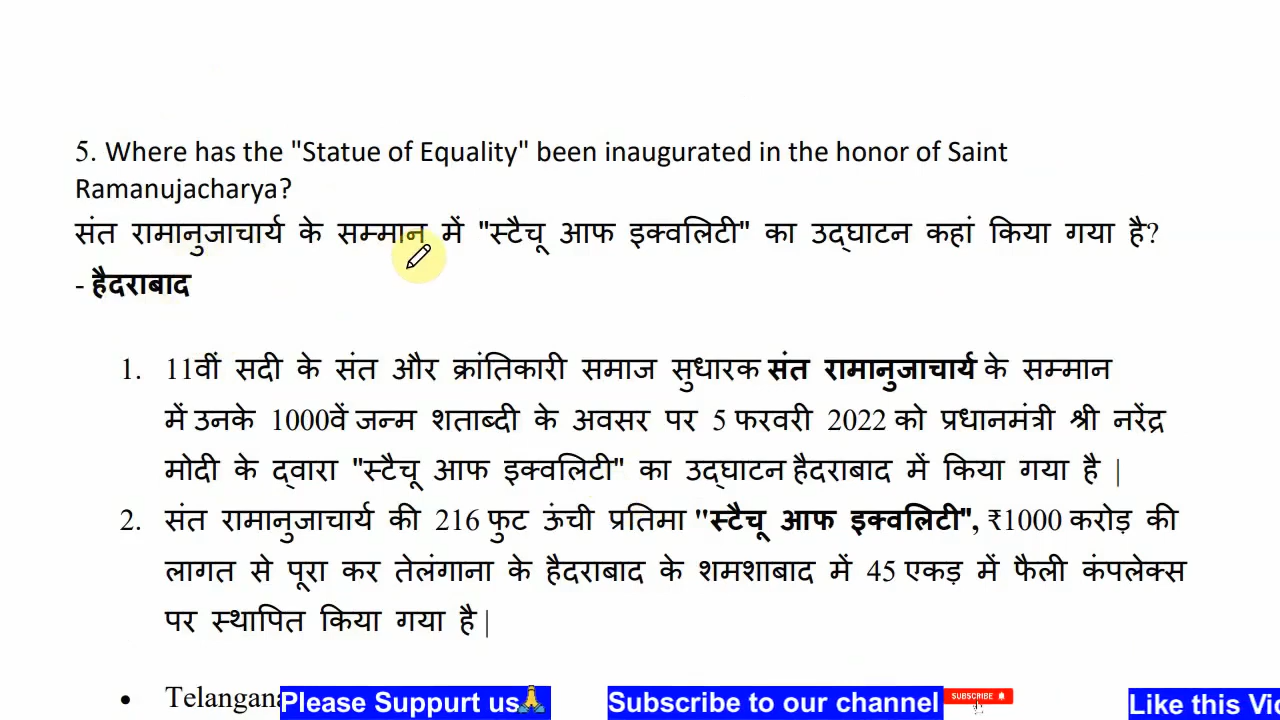 5. Where has the "Statue of Equality" been inaugurated in the honor of Saint
Ramanujacharya?
संत रामानुजाचार्य के सम्मान में "स्टैचू आफ इक्वलिटी" का उद्घाटन कहां किया गया है?
- हैदराबाद
1. 11वीं सदी के संत और क्रांतिकारी समाज सुधारक संत रामानुजाचार्य के सम्मान
में उनके 1000वें जन्म शताब्दी के अवसर पर 5 फरवरी 2022 को प्रधानमंत्री श्री नरेंद्र
मोदी के द्वारा "स्टैचू आफ इक्वलिटी" का उद्घाटन हैदराबाद में किया गया है |
2. संत रामानुजाचार्य की 216 फुट ऊंची प्रतिमा "स्टैचू आफ इक्वलिटी", ₹1000 करोड़ की
लागत से पूरा कर तेलंगाना के हैदराबाद के शमशाबाद में 45 एकड़ में फैली कंपलेक्स
पर स्थापित किया गया है |
• Telangana
Please Suppurt us🙏 Subscribe to our channel SUBSCRIBE Like this Vi